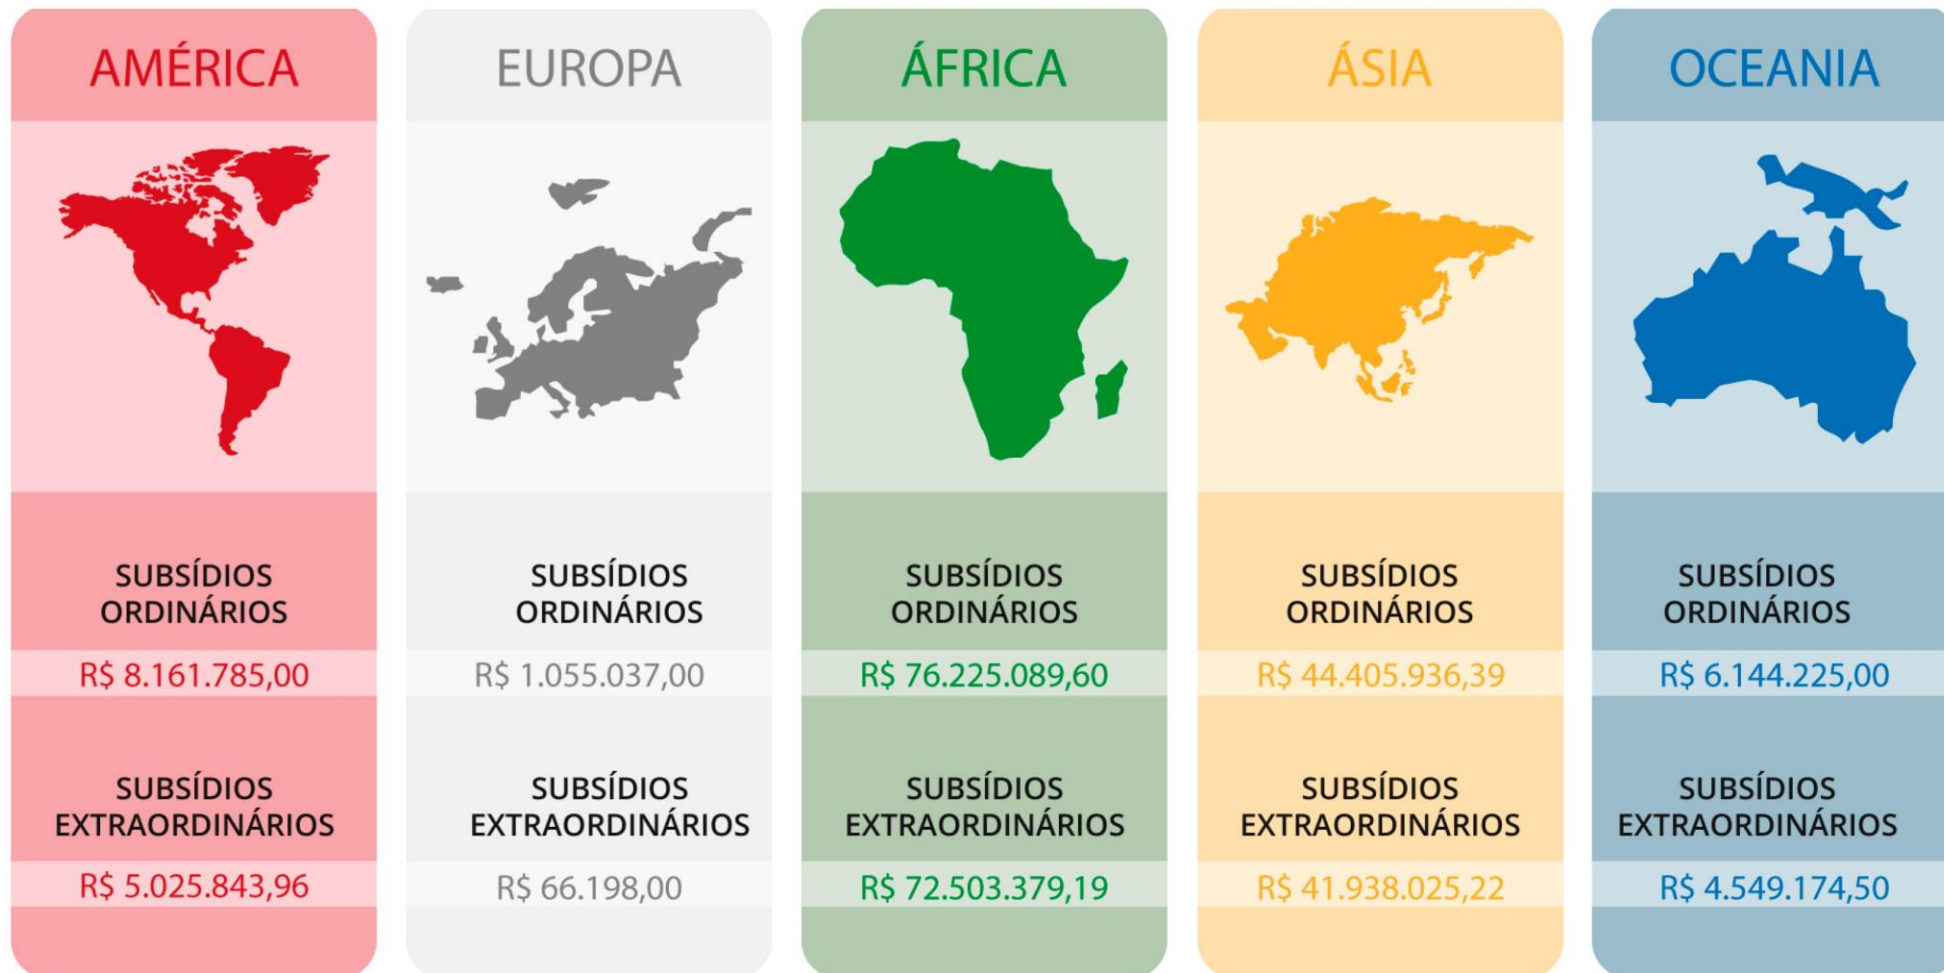 AMÉRICA
SUBSÍDIOS
ORDINÁRIOS
R$ 8.161.785,00
SUBSÍDIOS
EXTRAORDINÁRIOS
R$ 5.025.843,96
EUROPA
SUBSÍDIOS
ORDINÁRIOS
R$ 1.055.037,00
SUBSÍDIOS
EXTRAORDINÁRIOS
R$ 66.198,00
ÁFRICA
SUBSÍDIOS
ORDINÁRIOS
R$ 76.225.089,60
SUBSÍDIOS
EXTRAORDINÁRIOS
R$ 72.503.379,19
ÁSIA
SUBSÍDIOS
ORDINÁRIOS
R$ 44.405.936,39
SUBSÍDIOS
EXTRAORDINÁRIOS
R$ 41.938.025,22
OCEANIA
SUBSÍDIOS
ORDINÁRIOS
R$ 6.144.225,00
SUBSÍDIOS
EXTRAORDINÁRIOS
R$ 4.549.174,50